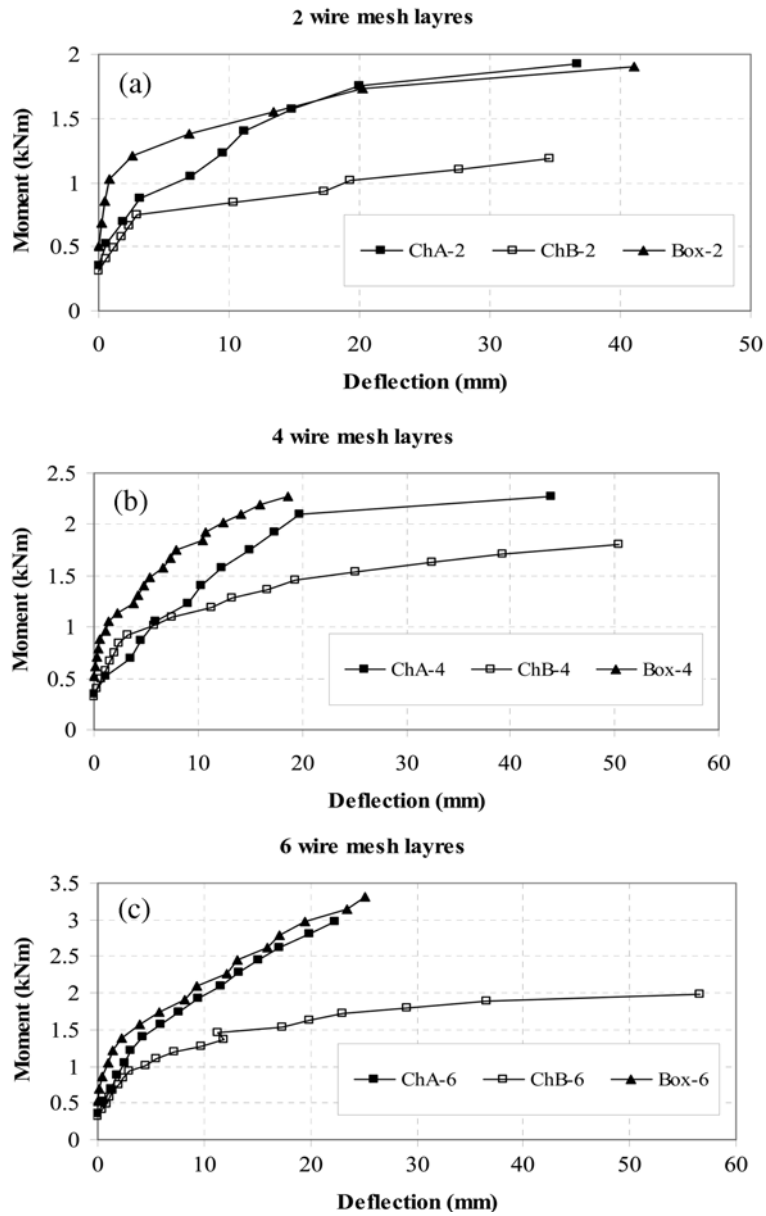 2 wire mesh layres
(a)
Moment (kNm)
2
1.5
1
0.5
0
ChA-2 ChB-2 Box-2
0 10 20 30 40 50
Deflection (mm)
4 wire mesh layres
(b)
Moment (kNm)
2.5
2
1.5
1
0.5
0
ChA-4 ChB-4 Box-4
0 10 20 30 40 50 60
Deflection (mm)
6 wire mesh layres
(c)
Moment (kNm)
3.5
3
2.5
2
1.5
1
0.5
0
ChA-6 ChB-6 Box-6
0 10 20 30 40 50 60
Deflection (mm)